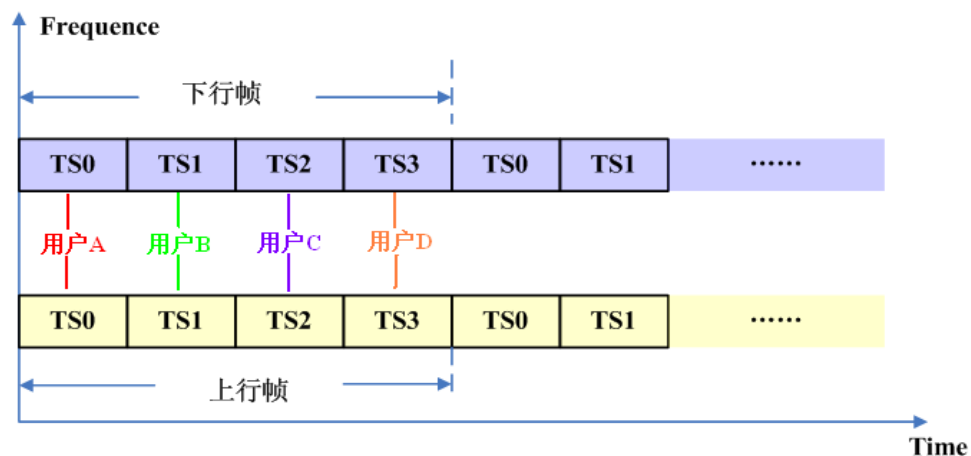 Frequence
下行帧
TS0 TS1 TS2 TS3 TS0 TS1 ······
用户A 用户B 用户C 用户D
TS0 TS1 TS2 TS3 TS0 TS1 ······
上行帧
Time